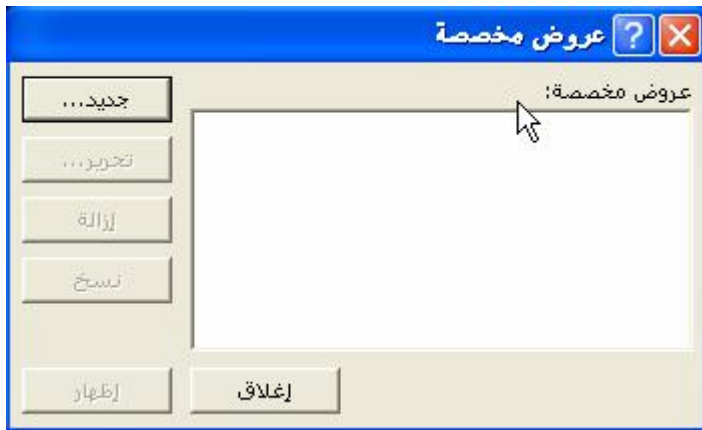 عروض مخصصة
عروض مخصصة:
جديد...
تحرير...
إزالة
نسخ
إغلاق
إظهار